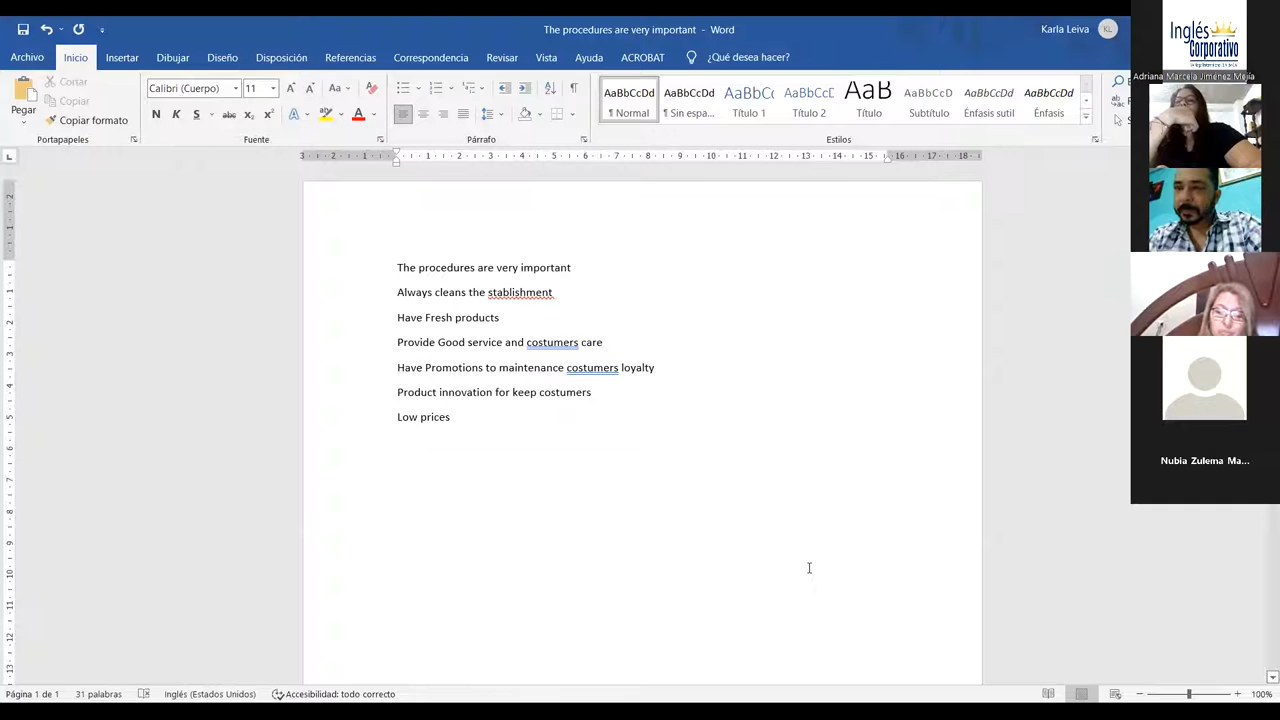 The procedures are very important - Word
Karla Leiva
KL
Archivo
Inicio
Insertar
Dibujar
Diseño
Disposición
Referencias
Correspondencia
Revisar
Vista
Ayuda
ACROBAT
¿Qué desea hacer?
Pegar
Cortar
Copiar
Copiar formato
Portapapeles
Calibri (Cuerpo)
11
Fuente
Párrafo
AaBbCcDd
¶ Normal
AaBbCcDd
¶ Sin espa...
AaBbCc
Título 1
AaBbCcD
Título 2
AaB
Título
AaBbCcD
Subtítulo
AaBbCcDd
Énfasis sutil
AaBbCcDd
Énfasis
Estilos
The procedures are very important
Always cleans the stablishment
Have Fresh products
Provide Good service and costumers care
Have Promotions to maintenance costumers loyalty
Product innovation for keep costumers
Low prices
Página 1 de 1
31 palabras
Inglés (Estados Unidos)
Accesibilidad: todo correcto
100%
Inglés
Corporativo
Adriana Marcela Jiménez Mejía
Nubia Zulema Ma...